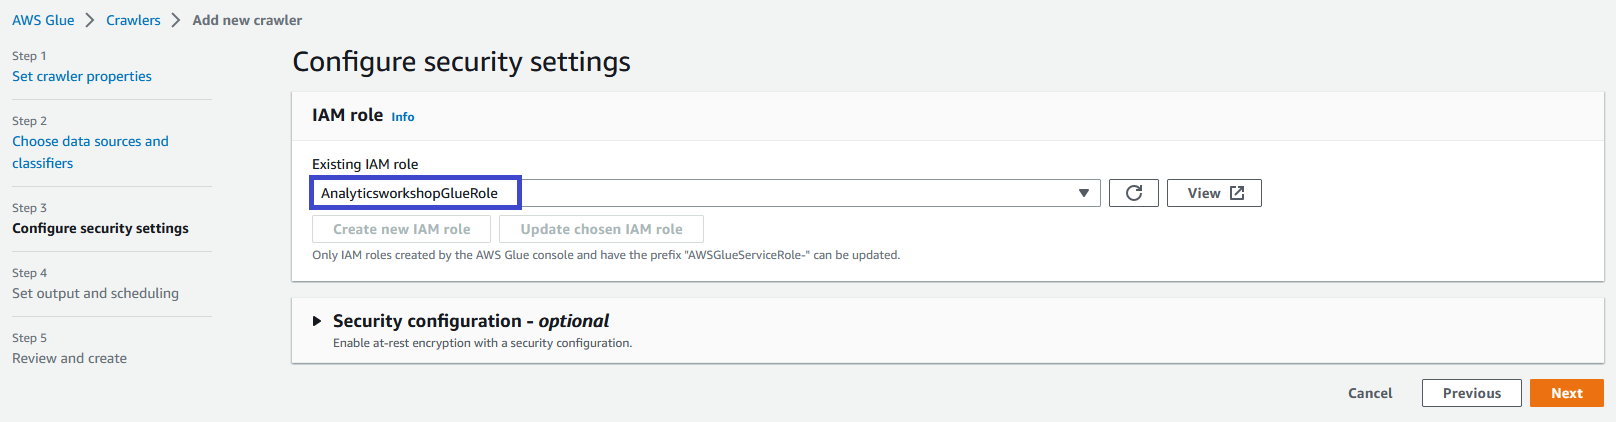 AWS Glue > Crawlers > Add new crawler
Step 1
Set crawler properties
Step 2
Choose data sources and
classifiers
Step 3
Configure security settings
Step 4
Set output and scheduling
Step 5
Review and create
Configure security settings
IAM role Info
Existing IAM role
AnalyticsworkshopGlueRole
View
Create new IAM role Update chosen IAM role
Only IAM roles created by the AWS Glue console and have the prefix "AWSGlueServiceRole-" can be updated.
Security configuration - optional
Enable at-rest encryption with a security configuration.
Cancel Previous Next